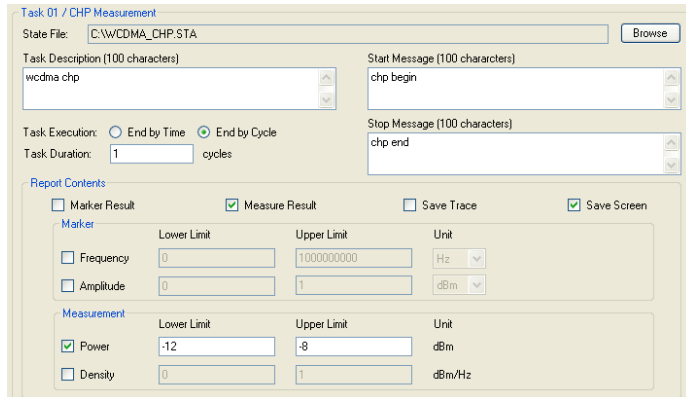 Task 01 / CHP Measurement
State File: C:\WCDMA_CHP.STA Browse
Task Description (100 characters)
wcdma chp
Start Message (100 chararcters)
chp begin
Task Execution: End by Time End by Cycle
Task Duration: 1 cycles
Stop Message (100 characters)
chp end
Report Contents
Marker Result Measure Result Save Trace Save Screen
Marker
Lower Limit Upper Limit Unit
Frequency 0 1000000000 Hz
Amplitude 0 1 dBm
Measurement
Lower Limit Upper Limit Unit
Power -12 -8 dBm
Density 0 1 dBm/Hz